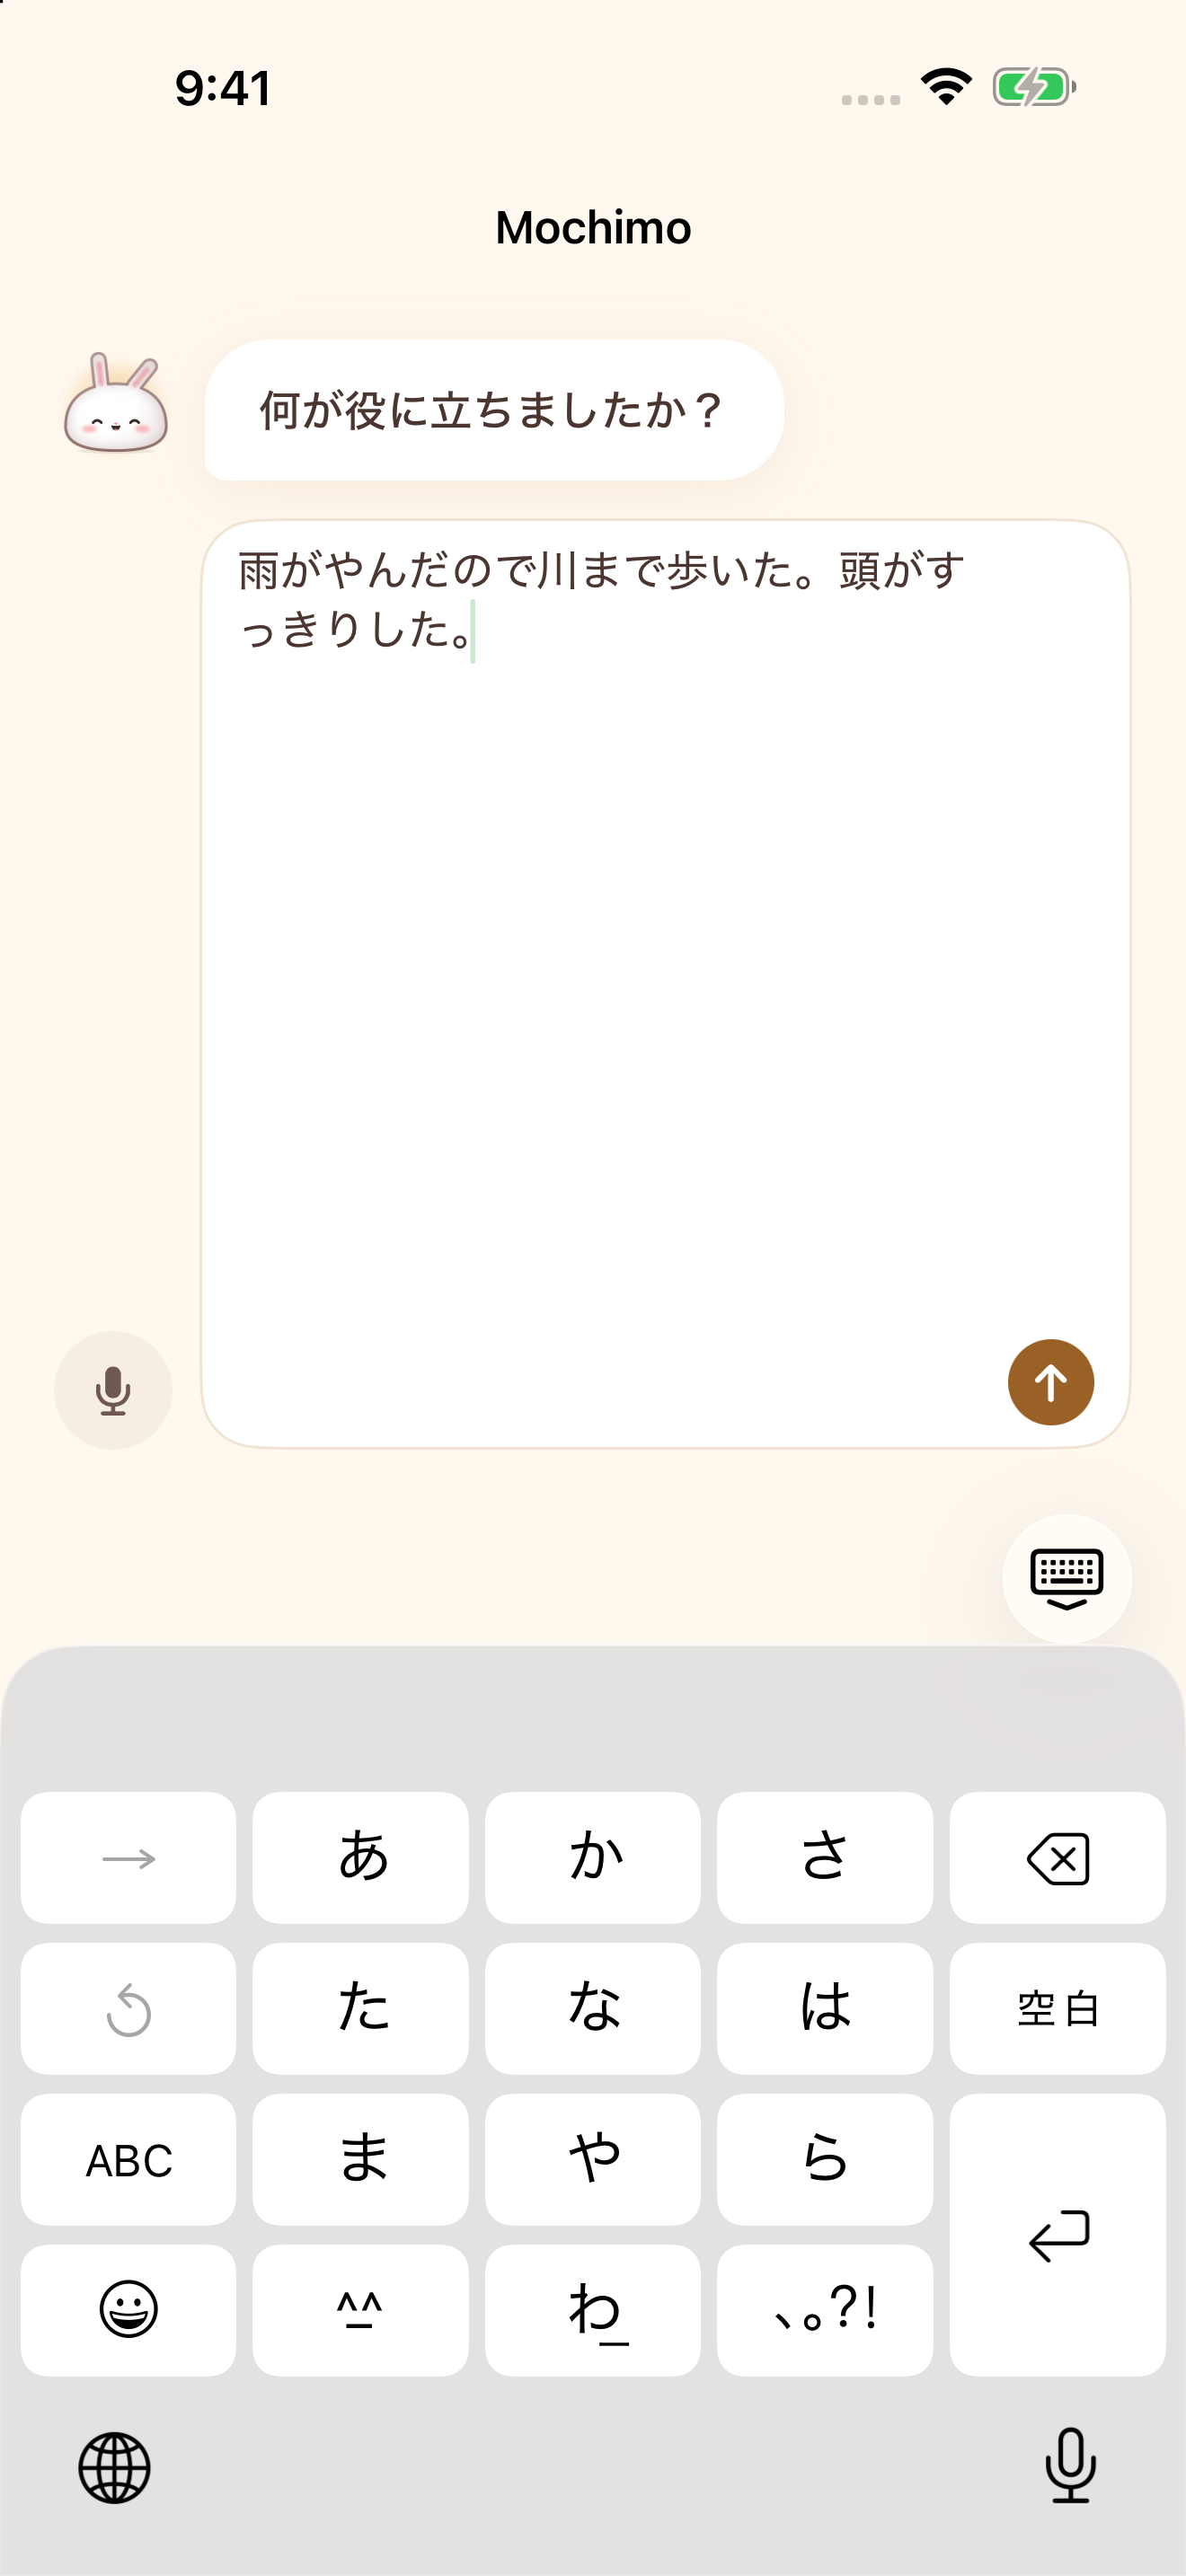 9:41
Mochimo
何が役に立ちましたか？
雨がやんだので川まで歩いた。頭がす
っきりした。
→ あ か さ
た な は 空白
ABC ま や ら
^_^ わ_ 、。?!